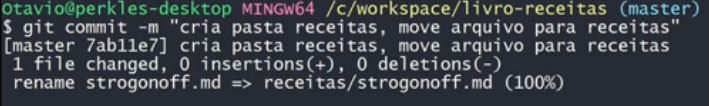 Otavio@perkles-desktop MINGW64 /c/workspace/livro-receitas (master)
$ git commit -m "cria pasta receitas, move arquivo para receitas"
[master 7ab11e7] cria pasta receitas, move arquivo para receitas
 1 file changed, 0 insertions(+), 0 deletions(-)
 rename strogonoff.md => receitas/strogonoff.md (100%)